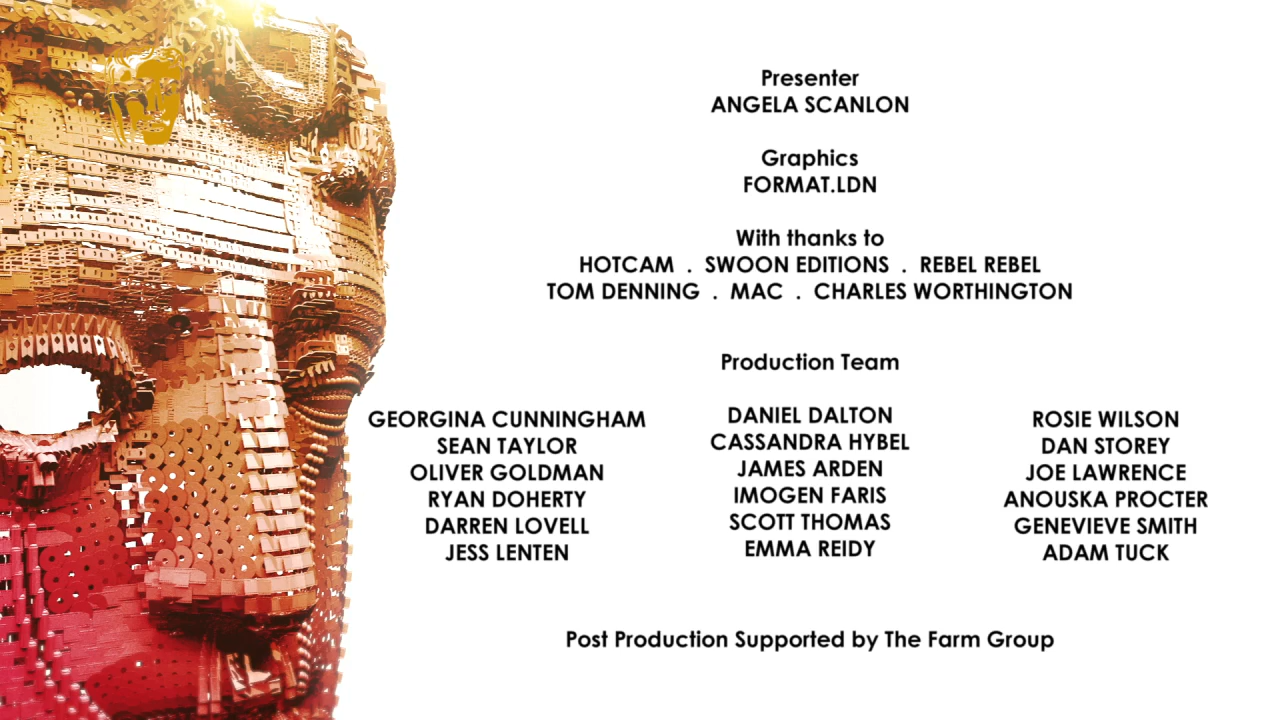 Presenter
ANGELA SCANLON
Graphics
FORMAT.LDN
With thanks to
HOTCAM . SWOON EDITIONS . REBEL REBEL
TOM DENNING . MAC . CHARLES WORTHINGTON
Production Team
GEORGINA CUNNINGHAM
SEAN TAYLOR
OLIVER GOLDMAN
RYAN DOHERTY
DARREN LOVELL
JESS LENTEN
DANIEL DALTON
CASSANDRA HYBEL
JAMES ARDEN
IMOGEN FARIS
SCOTT THOMAS
EMMA REIDY
ROSIE WILSON
DAN STOREY
JOE LAWRENCE
ANOUSKA PROCTER
GENEVIEVE SMITH
ADAM TUCK
Post Production Supported by The Farm Group